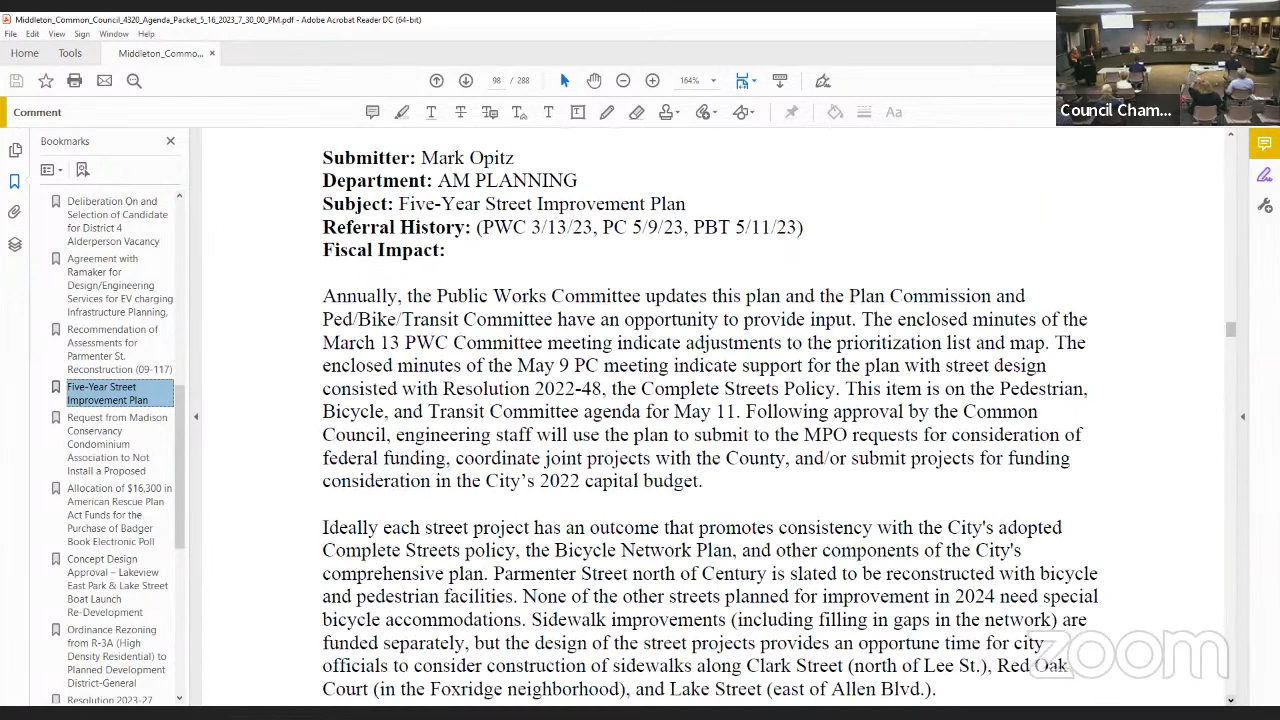 Middleton_Common_Council_4320_Agenda_Packet_5_16_2023_7_30_00_PM.pdf - Adobe Acrobat Reader DC (64-bit)
File Edit View Sign Window Help
Home Tools Middleton_Commo... ×
98 / 288 164%
Comment
Aa
Council Cham...
Bookmarks
Deliberation On and
Selection of Candidate
for District 4
Alderperson Vacancy
Agreement with
Ramaker for
Design/Engineering
Services for EV charging
Infrastructure Planning,
Recommendation of
Assessments for
Parmenter St.
Reconstruction (09-117)
Five-Year Street
Improvement Plan
Request from Madison
Conservancy
Condominium
Association to Not
Install a Proposed
Allocation of $16,300 in
American Rescue Plan
Act Funds for the
Purchase of Badger
Book Electronic Poll
Concept Design
Approval – Lakeview
East Park & Lake Street
Boat Launch
Re-Development
Ordinance Rezoning
from R-3A (High
Density Residential) to
Planned Development
District-General
Resolution 2023-27
Submitter: Mark Opitz
Department: AM PLANNING
Subject: Five-Year Street Improvement Plan
Referral History: (PWC 3/13/23, PC 5/9/23, PBT 5/11/23)
Fiscal Impact:
Annually, the Public Works Committee updates this plan and the Plan Commission and
Ped/Bike/Transit Committee have an opportunity to provide input. The enclosed minutes of the
March 13 PWC Committee meeting indicate adjustments to the prioritization list and map. The
enclosed minutes of the May 9 PC meeting indicate support for the plan with street design
consisted with Resolution 2022-48, the Complete Streets Policy. This item is on the Pedestrian,
Bicycle, and Transit Committee agenda for May 11. Following approval by the Common
Council, engineering staff will use the plan to submit to the MPO requests for consideration of
federal funding, coordinate joint projects with the County, and/or submit projects for funding
consideration in the City’s 2022 capital budget.
Ideally each street project has an outcome that promotes consistency with the City's adopted
Complete Streets policy, the Bicycle Network Plan, and other components of the City's
comprehensive plan. Parmenter Street north of Century is slated to be reconstructed with bicycle
and pedestrian facilities. None of the other streets planned for improvement in 2024 need special
bicycle accommodations. Sidewalk improvements (including filling in gaps in the network) are
funded separately, but the design of the street projects provides an opportune time for city
officials to consider construction of sidewalks along Clark Street (north of Lee St.), Red Oak
Court (in the Foxridge neighborhood), and Lake Street (east of Allen Blvd.).
zoom